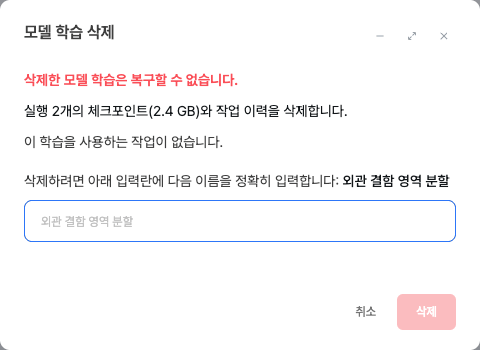 모델 학습 삭제
삭제한 모델 학습은 복구할 수 없습니다.
실행 2개의 체크포인트(2.4 GB)와 작업 이력을 삭제합니다.
이 학습을 사용하는 작업이 없습니다.
삭제하려면 아래 입력란에 다음 이름을 정확히 입력합니다: 외관 결함 영역 분할
외관 결함 영역 분할
취소 삭제